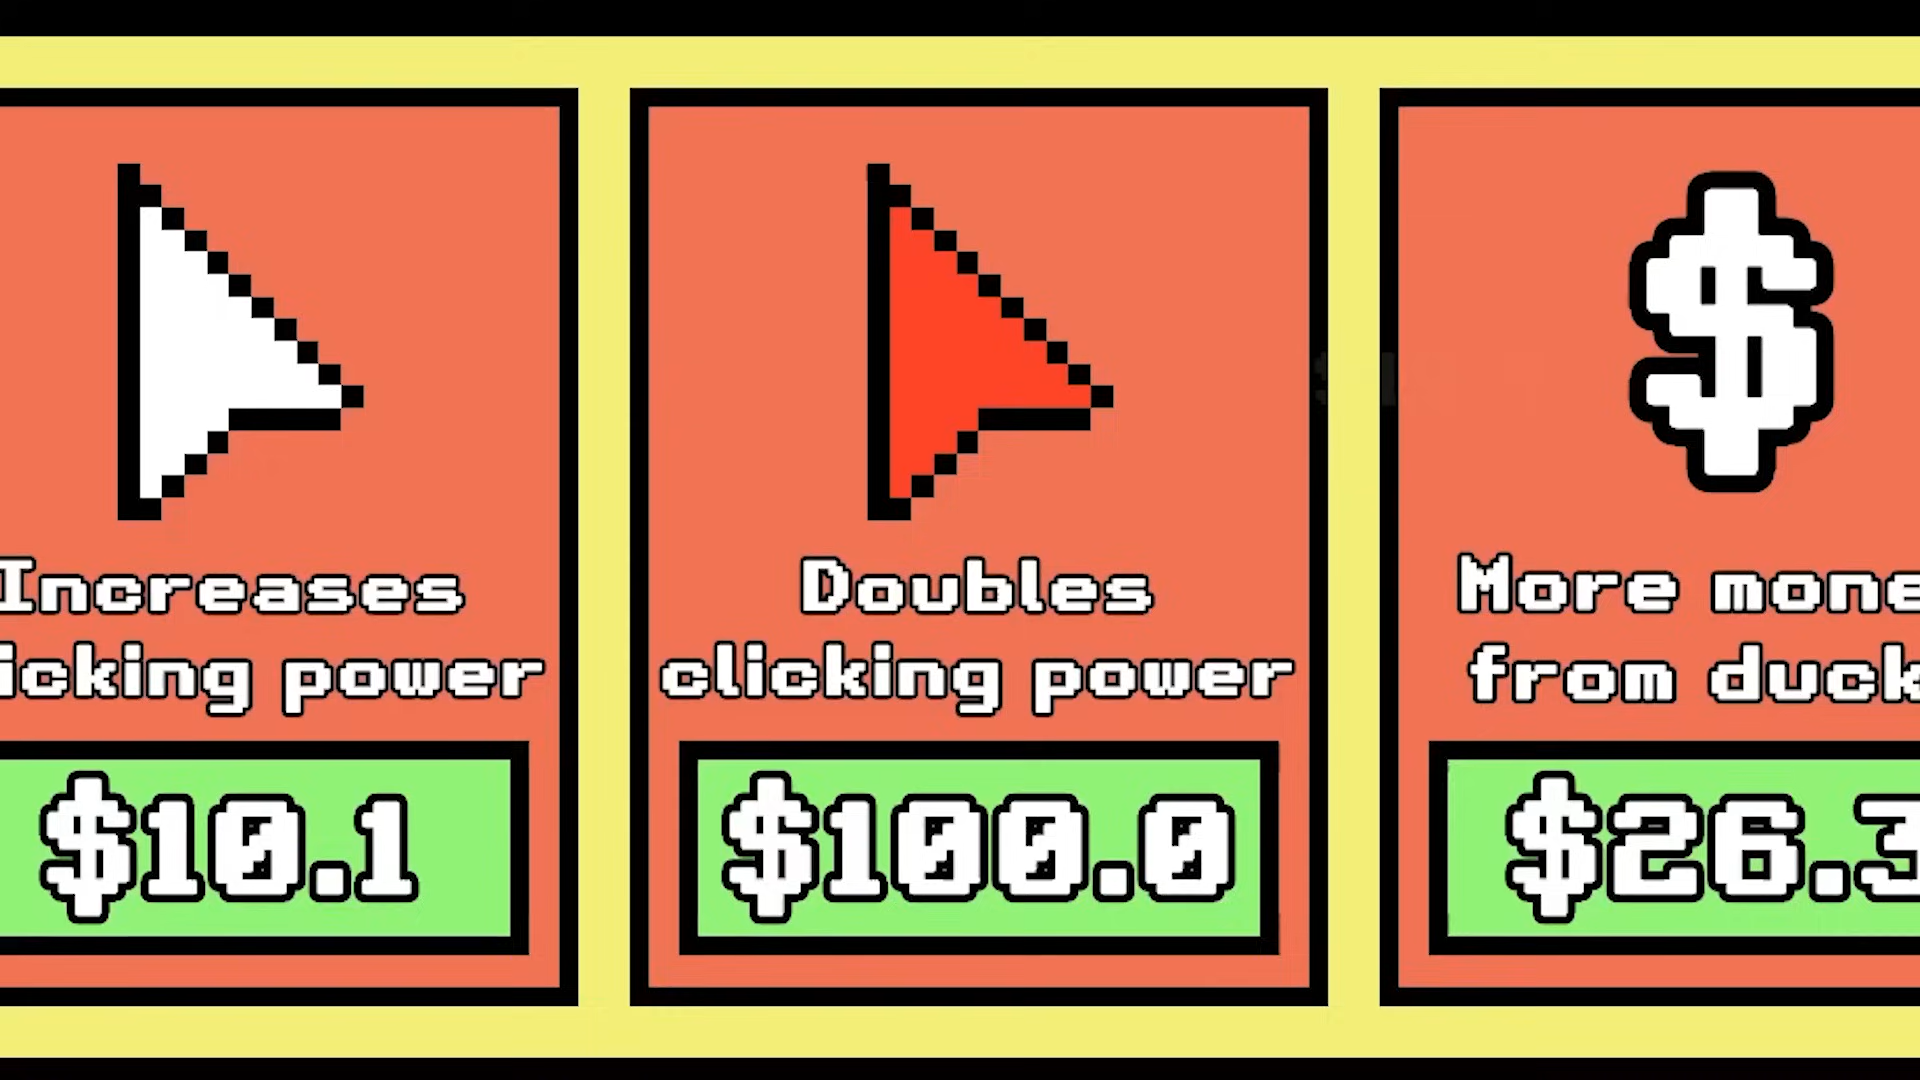 Increases
icking power
$10.1
Doubles
clicking power
$100.0
$
More mone
from duck
$26.3